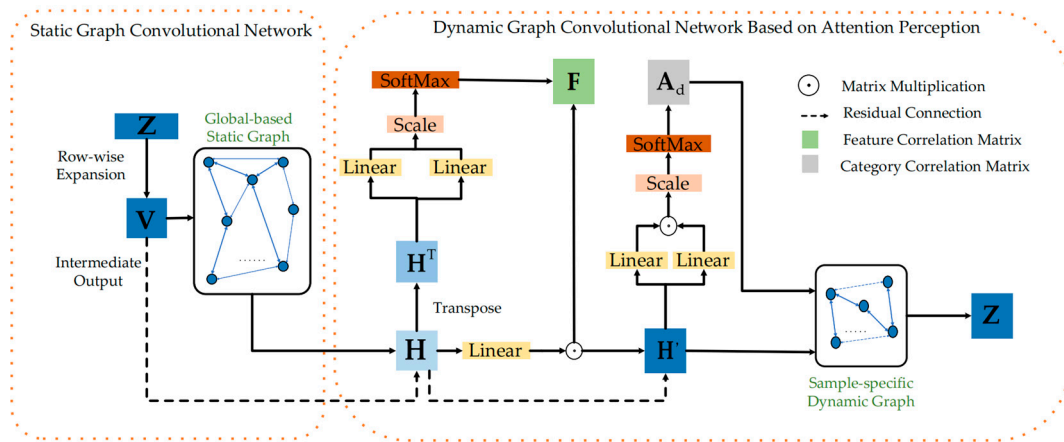 Static Graph Convolutional Network
Dynamic Graph Convolutional Network Based on Attention Perception
Z
Row-wise
Expansion
V
Intermediate
Output
Global-based
Static Graph
......
SoftMax
Scale
Linear
Linear
H^T
Transpose
H
Linear
F
A_d
SoftMax
Scale
Linear
Linear
H'
Matrix Multiplication
Residual Connection
Feature Correlation Matrix
Category Correlation Matrix
......
Sample-specific
Dynamic Graph
Z